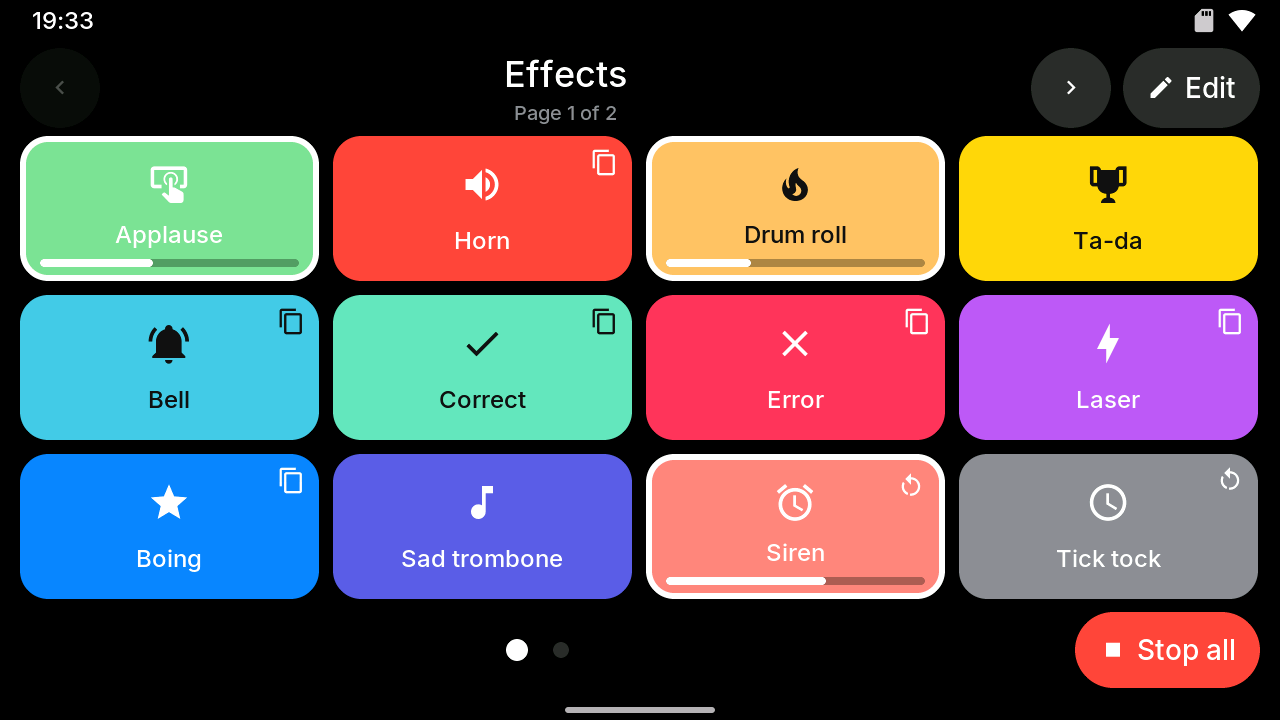 19:33
Effects
Page 1 of 2
Edit
Applause
Horn
Drum roll
Ta-da
Bell
Correct
Error
Laser
Boing
Sad trombone
Siren
Tick tock
Stop all